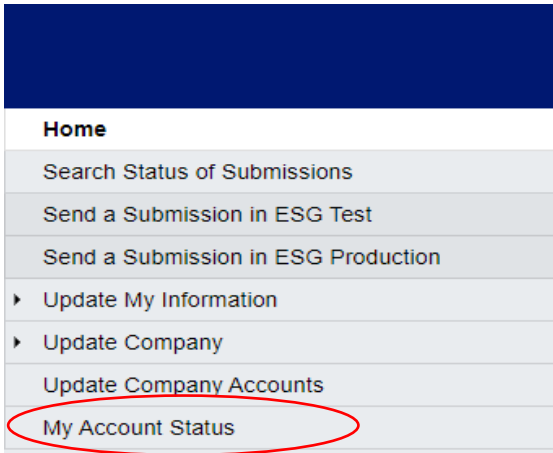 Home
Search Status of Submissions
Send a Submission in ESG Test
Send a Submission in ESG Production
Update My Information
Update Company
Update Company Accounts
My Account Status